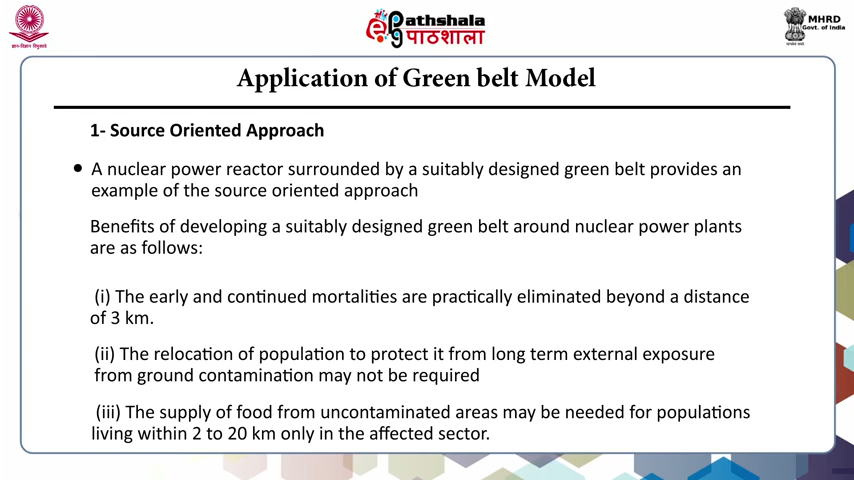 ePathshala
पाठशाला
MHRD
Govt. of India
ज्ञान-विज्ञान विमुक्तये
Application of Green belt Model
1- Source Oriented Approach
• A nuclear power reactor surrounded by a suitably designed green belt provides an
example of the source oriented approach
Benefits of developing a suitably designed green belt around nuclear power plants
are as follows:
(i) The early and continued mortalities are practically eliminated beyond a distance
of 3 km.
(ii) The relocation of population to protect it from long term external exposure
from ground contamination may not be required
(iii) The supply of food from uncontaminated areas may be needed for populations
living within 2 to 20 km only in the affected sector.